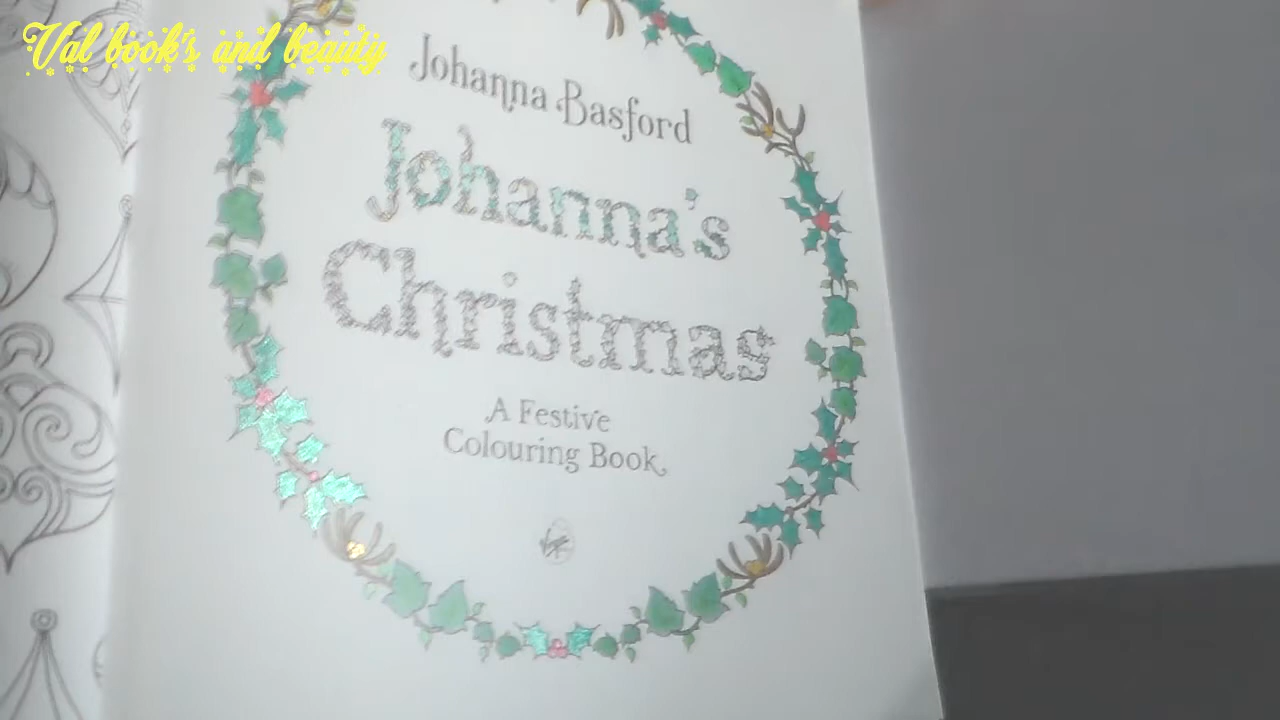 Val book's and beauty
Johanna Basford
Johanna's
Christmas
A Festive
Colouring Book